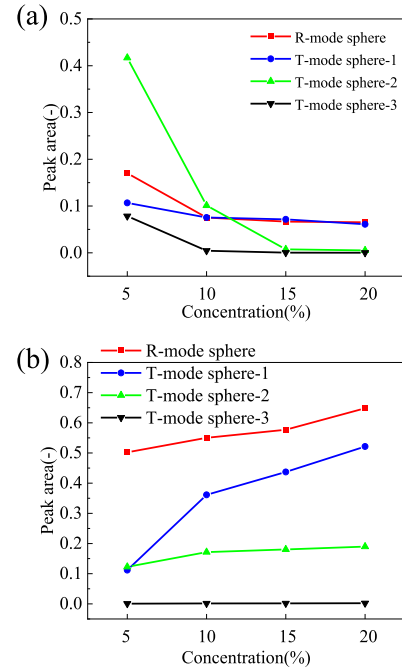 (a)
R-mode sphere
T-mode sphere-1
T-mode sphere-2
T-mode sphere-3
Peak area(-)
0.5
0.4
0.3
0.2
0.1
0.0
5 10 15 20
Concentration(%)
(b)
R-mode sphere
T-mode sphere-1
T-mode sphere-2
T-mode sphere-3
Peak area(-)
0.8
0.7
0.6
0.5
0.4
0.3
0.2
0.1
0.0
5 10 15 20
Concentration(%)